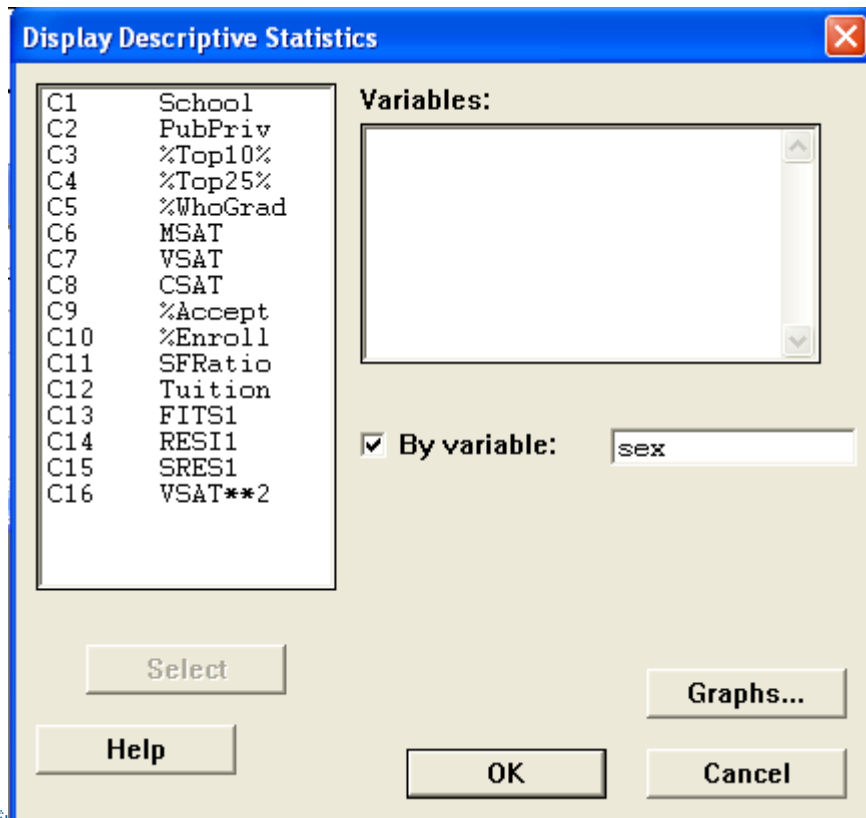 Display Descriptive Statistics
C1 School
C2 PubPriv
C3 %Top10%
C4 %Top25%
C5 %WhoGrad
C6 MSAT
C7 VSAT
C8 CSAT
C9 %Accept
C10 %Enroll
C11 SFRatio
C12 Tuition
C13 FITS1
C14 RESI1
C15 SRES1
C16 VSAT**2
Variables:
By variable: sex
Select
Graphs...
Help
OK
Cancel